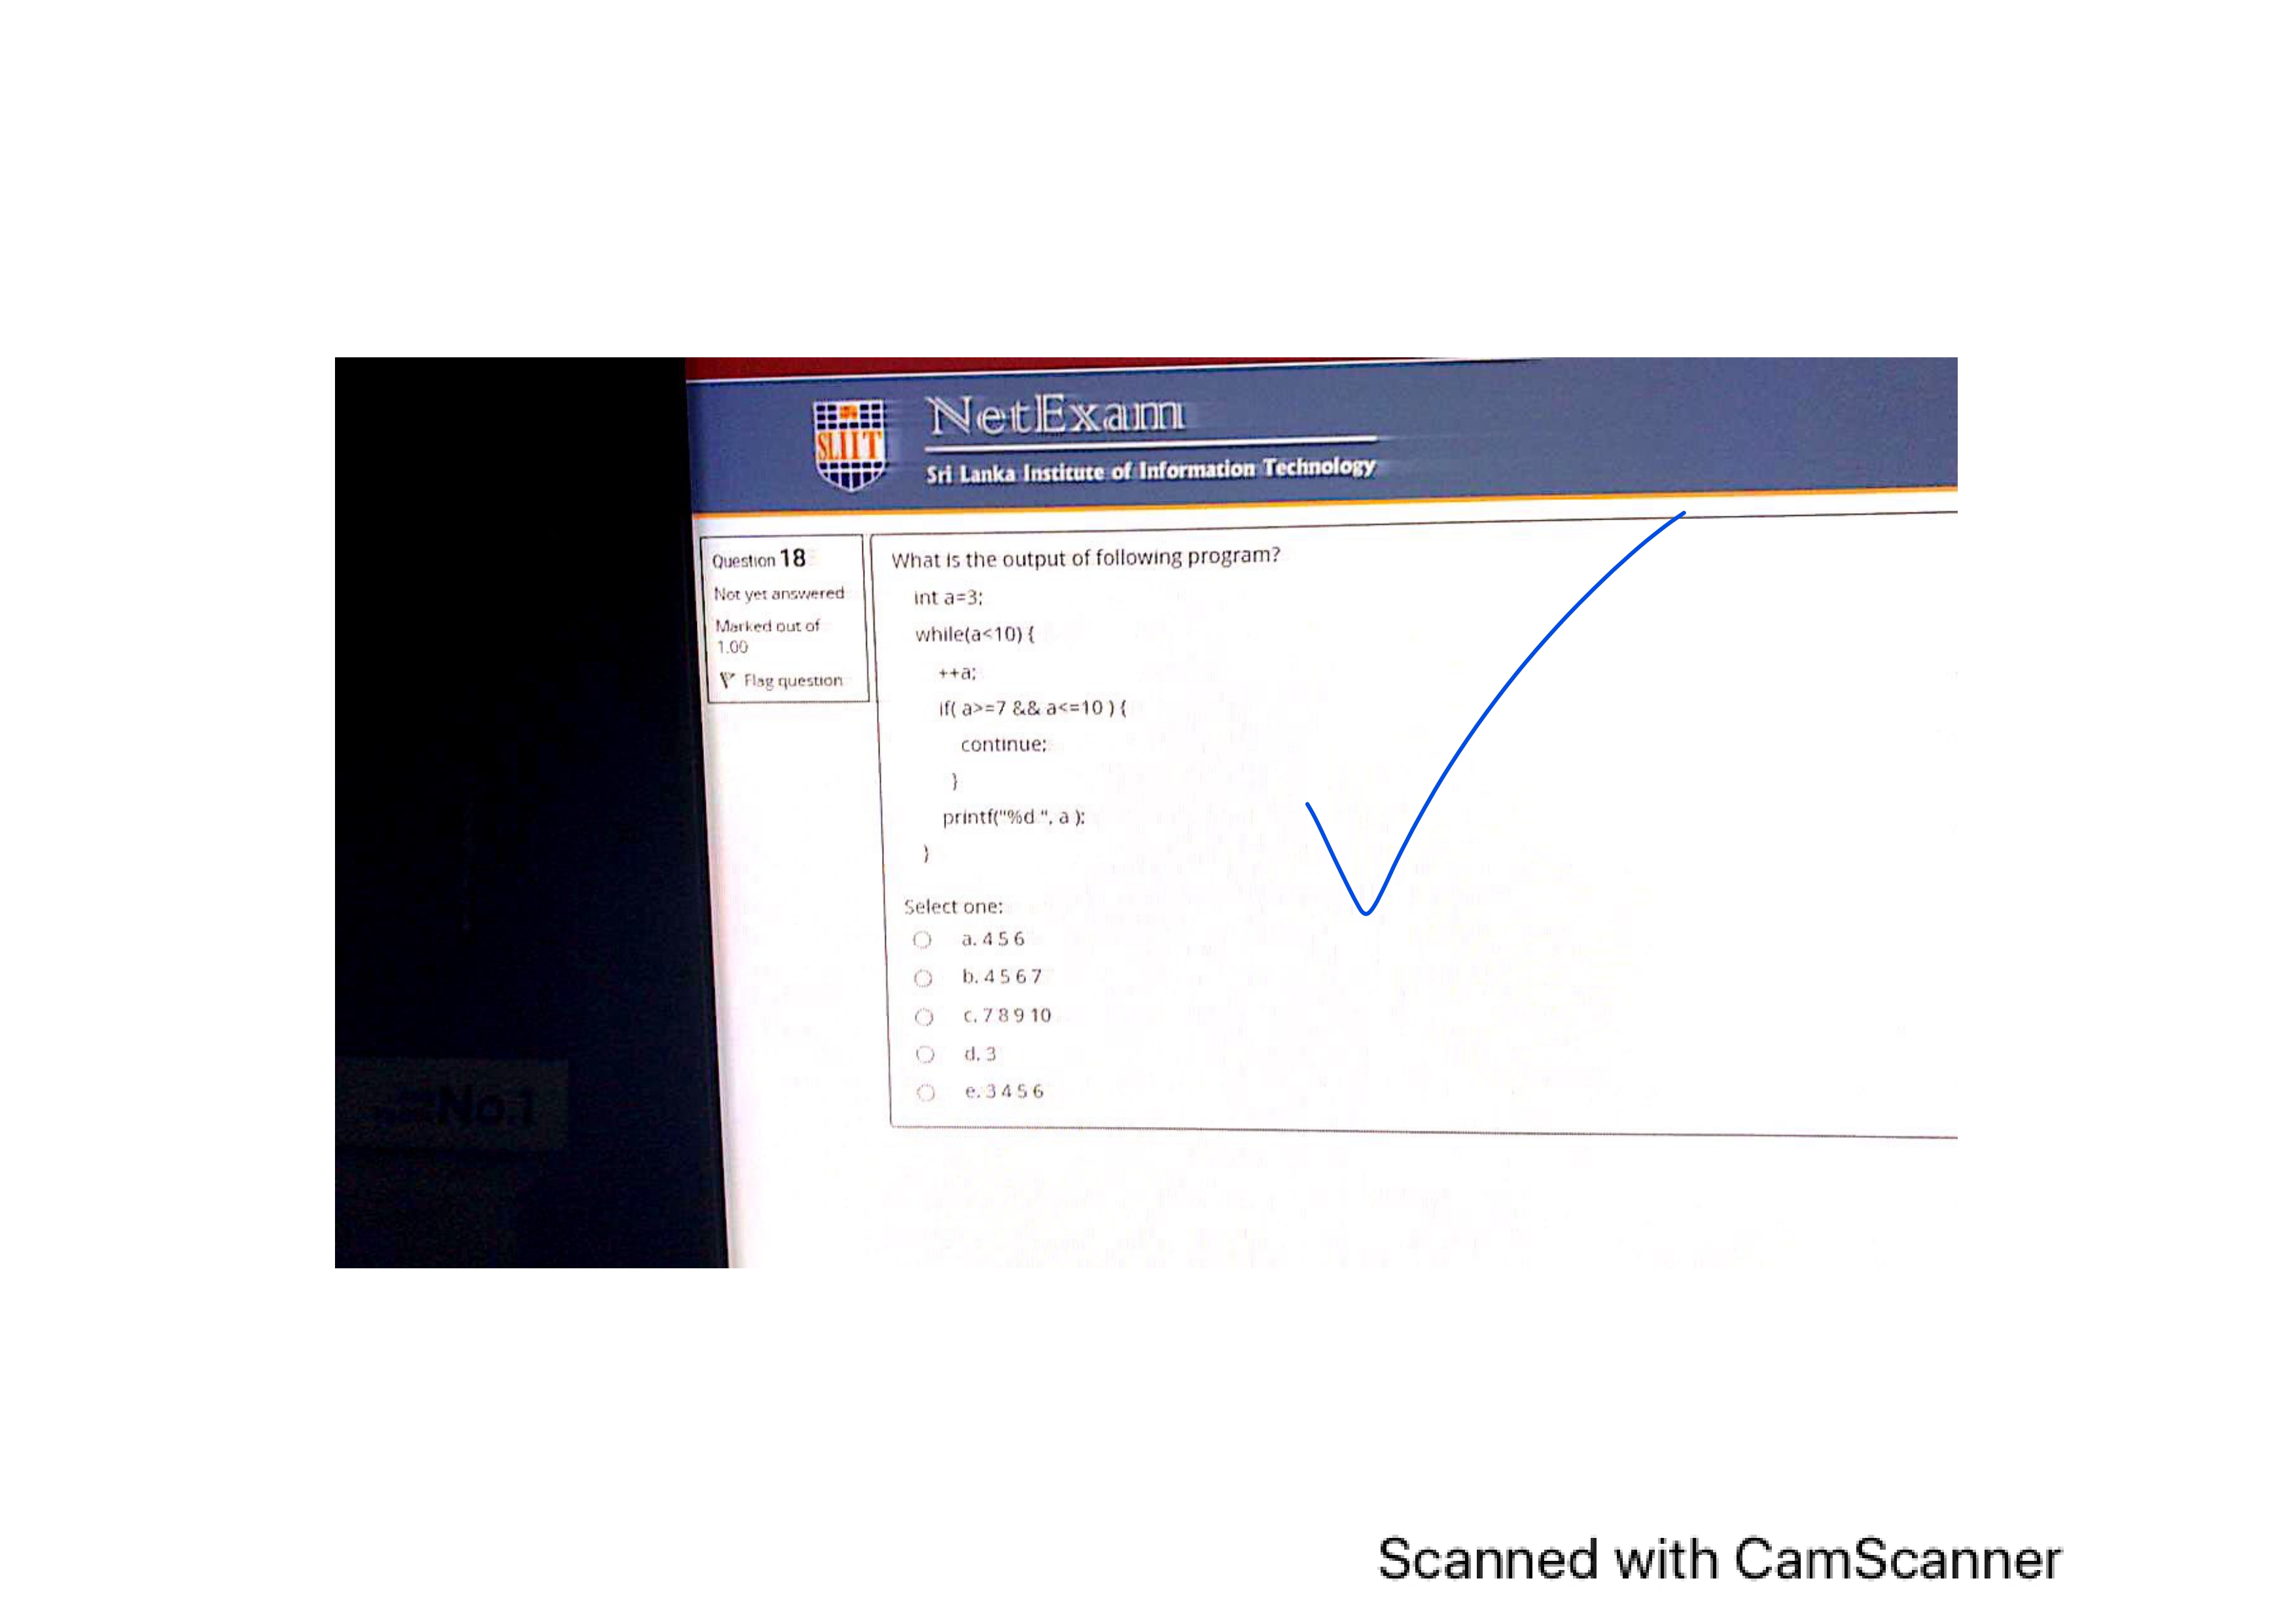 NetExam
SLIIT
Sri Lanka Institute of Information Technology
Question 18
Not yet answered
Marked out of
1.00
Flag question
What is the output of following program?
int a=3;
while(a<10) {
++a;
if( a>=7 && a<=10 ) {
continue;
}
printf("%d ", a );
}
Select one:
a. 4 5 6
b. 4 5 6 7
c. 7 8 9 10
d. 3
e. 3 4 5 6
No.1
Scanned with CamScanner